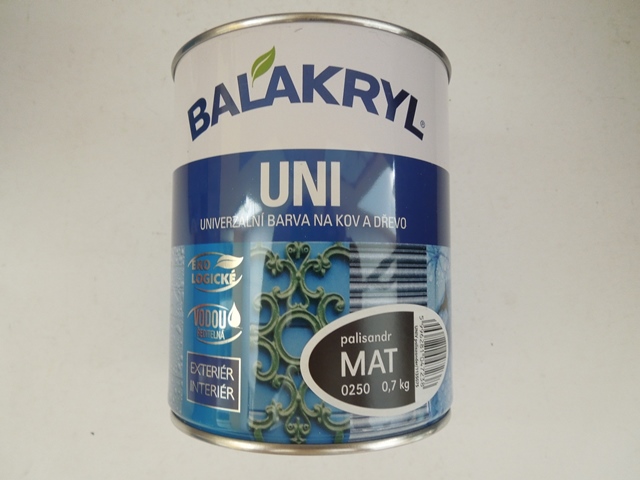 BALAKRYL®
UNI
UNIVERZÁLNÍ BARVA NA KOV A DŘEVO
EKO
LOGICKÉ
VODOU
ŘEDITELNÁ
EXTERIÉR
INTERIÉR
palisandr
MAT
0250 0,7 kg